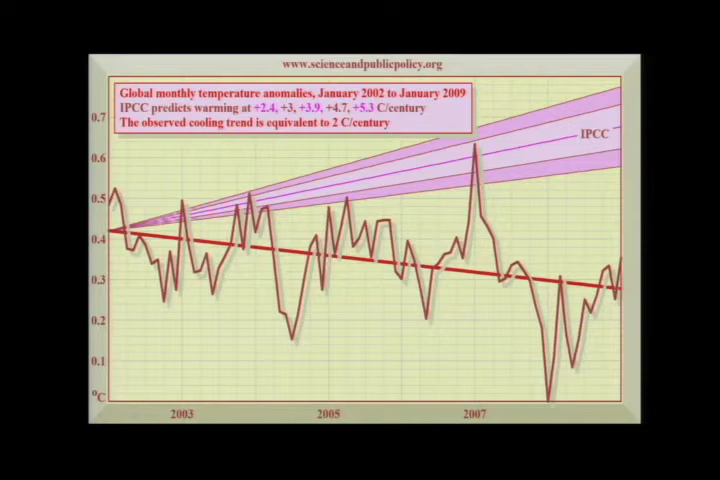 www.scienceandpublicpolicy.org
Global monthly temperature anomalies, January 2002 to January 2009
IPCC predicts warming at +2.4, +3, +3.9, +4.7, +5.3 C/century
The observed cooling trend is equivalent to 2 C/century
IPCC
0.7
0.6
0.5
0.4
0.3
0.2
0.1
°C
2003 2005 2007